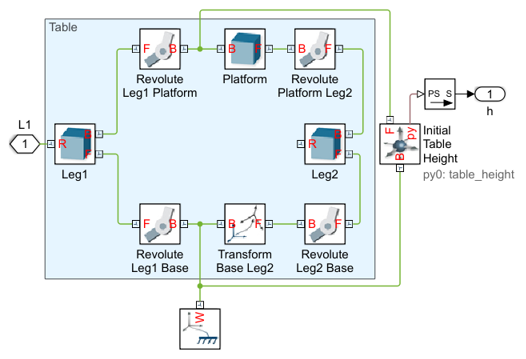 Table
F B
B F
B F
Revolute
Leg1 Platform
Platform
Revolute
Platform Leg2
L1
1
R
Leg1
Leg2
F
py
B
Initial
Table
Height
py0: table_height
PS S
1
h
F B
B F
B F
Revolute
Leg1 Base
Transform
Base Leg2
Revolute
Leg2 Base
W